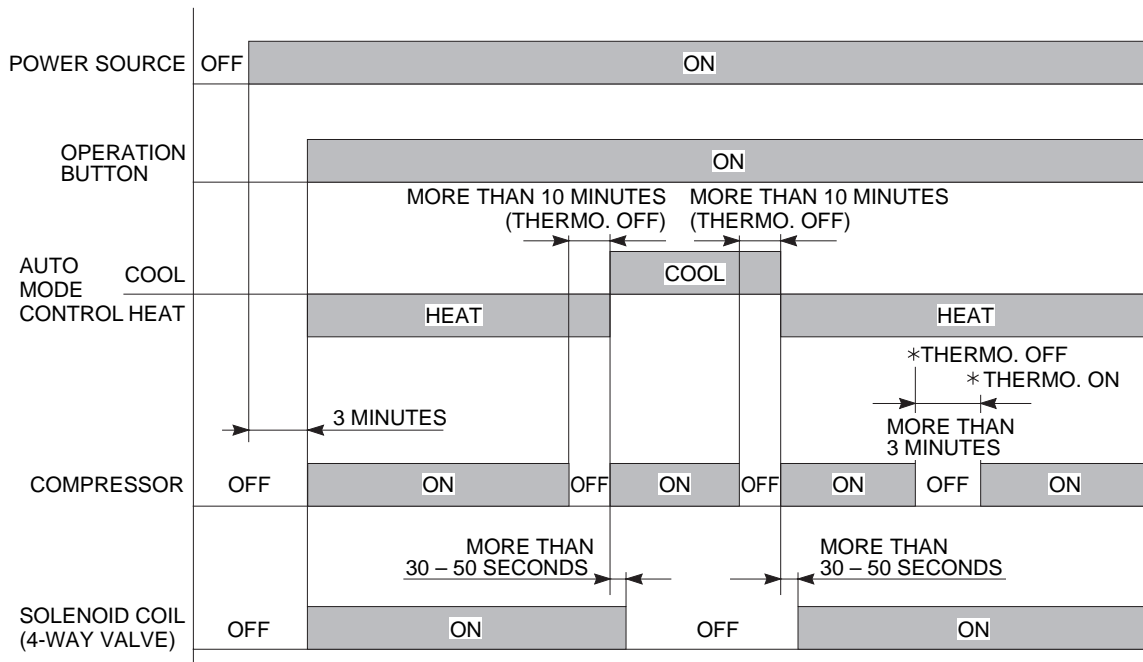 POWER SOURCE OFF ON
OPERATION
BUTTON
ON
MORE THAN 10 MINUTES
(THERMO. OFF)
MORE THAN 10 MINUTES
(THERMO. OFF)
AUTO
MODE
CONTROL
COOL
COOL
HEAT
HEAT
HEAT
*THERMO. OFF
*THERMO. ON
3 MINUTES
MORE THAN
3 MINUTES
COMPRESSOR OFF ON OFF ON OFF ON OFF ON
MORE THAN
30 – 50 SECONDS
MORE THAN
30 – 50 SECONDS
SOLENOID COIL
(4-WAY VALVE)
OFF ON OFF ON